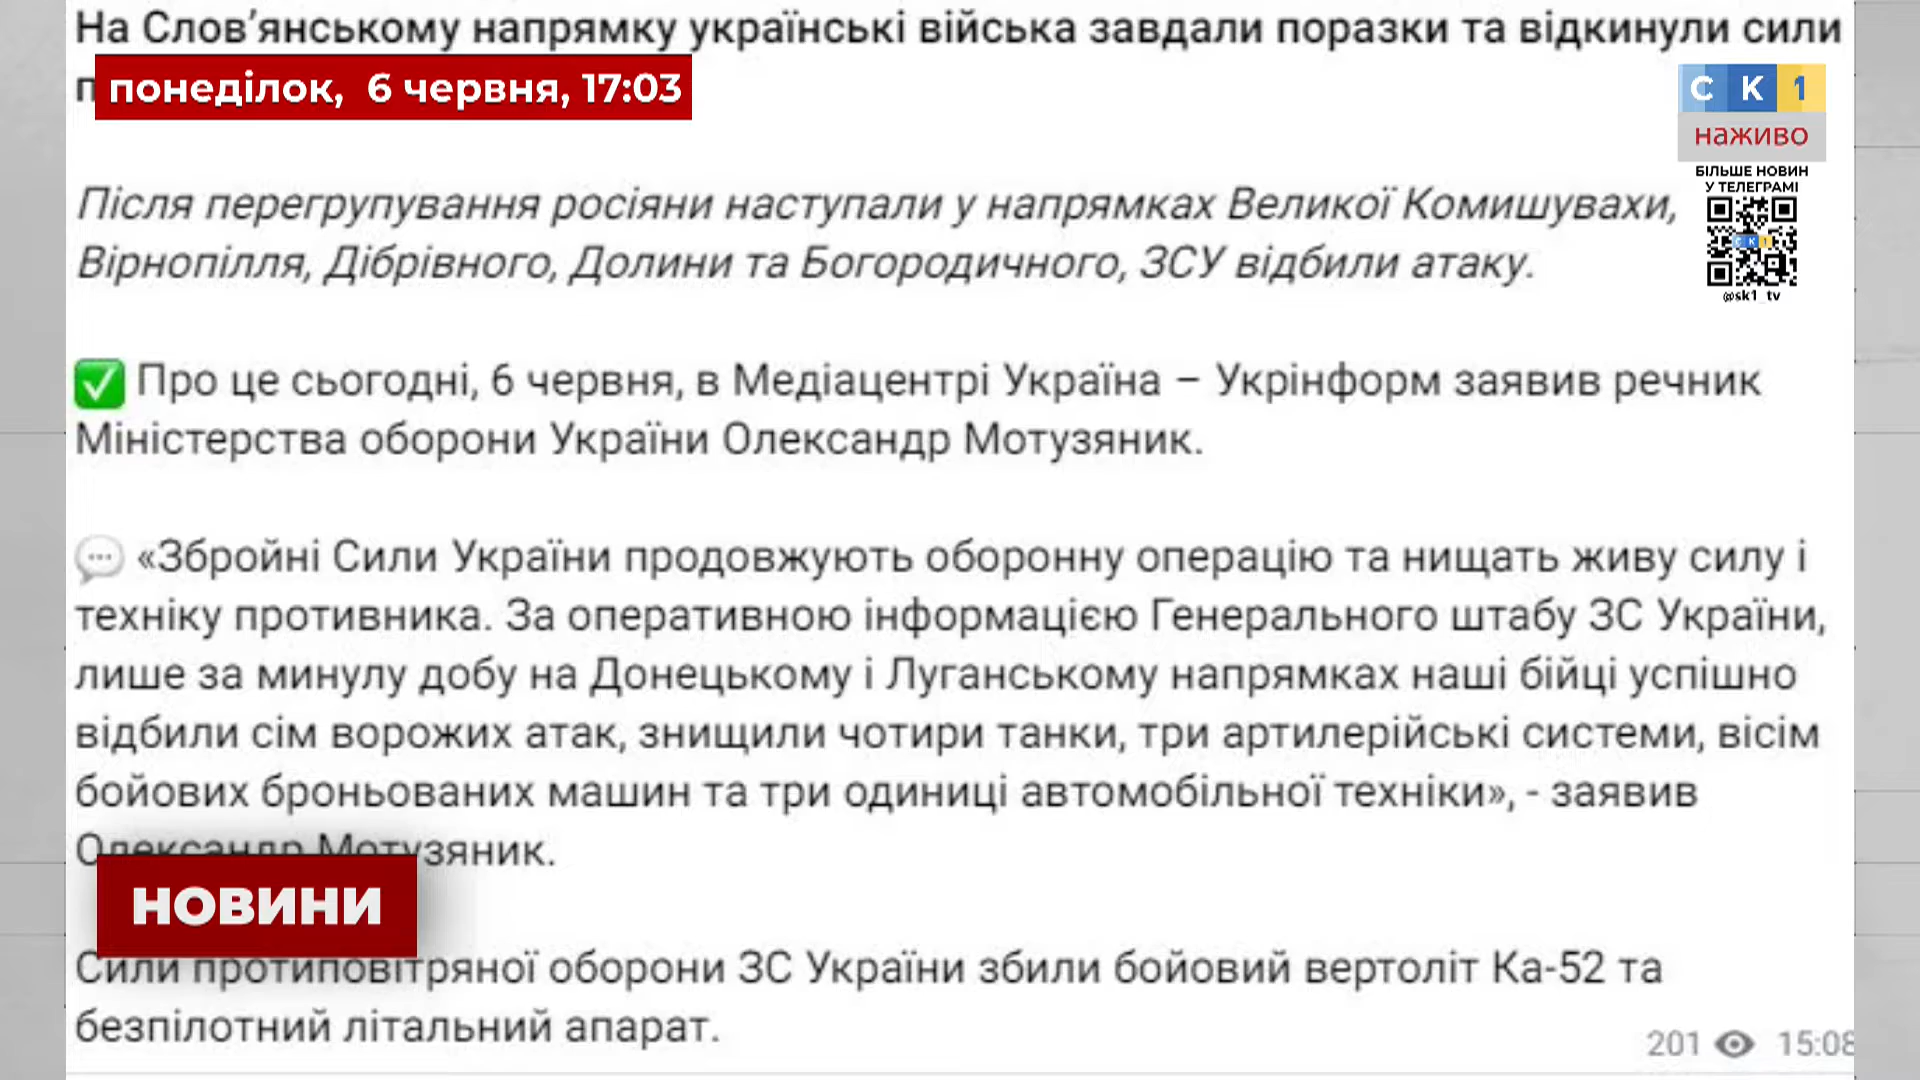 На Слов’янському напрямку українські війська завдали поразки та відкинули сили
понеділок, 6 червня, 17:03
СК1
наживо
БІЛЬШЕ НОВИН
У ТЕЛЕГРАМІ
@sk1_tv
Після перегрупування росіяни наступали у напрямках Великої Комишувахи,
Вірнопілля, Дібрівного, Долини та Богородичного, ЗСУ відбили атаку.
Про це сьогодні, 6 червня, в Медіацентрі Україна – Укрінформ заявив речник
Міністерства оборони України Олександр Мотузяник.
«Збройні Сили України продовжують оборонну операцію та нищать живу силу і
техніку противника. За оперативною інформацією Генерального штабу ЗС України,
лише за минулу добу на Донецькому і Луганському напрямках наші бійці успішно
відбили сім ворожих атак, знищили чотири танки, три артилерійські системи, вісім
бойових броньованих машин та три одиниці автомобільної техніки», - заявив
Олександр Мотузяник.
НОВИНИ
Сили протиповітряної оборони ЗС України збили бойовий вертоліт Ка-52 та
безпілотний літальний апарат.
201 15:08